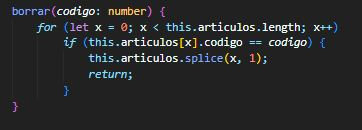 borrar(codigo: number) {
    for (let x = 0; x < this.articulos.length; x++)
        if (this.articulos[x].codigo == codigo) {
            this.articulos.splice(x, 1);
            return;
        }
}